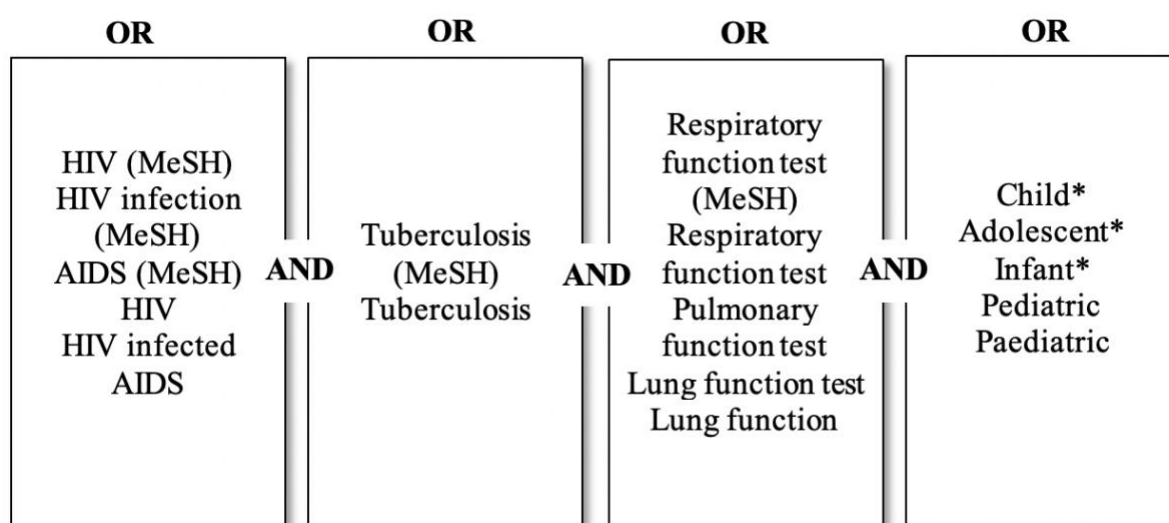 OR
HIV (MeSH)
HIV infection
(MeSH)
AIDS (MeSH)
HIV
HIV infected
AIDS
AND
OR
Tuberculosis
(MeSH)
Tuberculosis
AND
OR
Respiratory
function test
(MeSH)
Respiratory
function test
Pulmonary
function test
Lung function test
Lung function
AND
OR
Child*
Adolescent*
Infant*
Pediatric
Paediatric